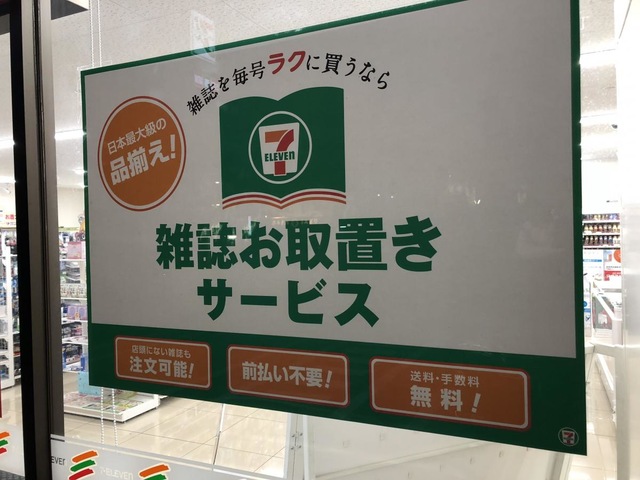 雑誌を毎号ラクに買うなら
日本最大級の
品揃え!
7
ELEVEN
雑誌お取置き
サービス
店頭にない雑誌も
注文可能!
前払い不要!
送料・手数料
無料!
7-ELEVEN